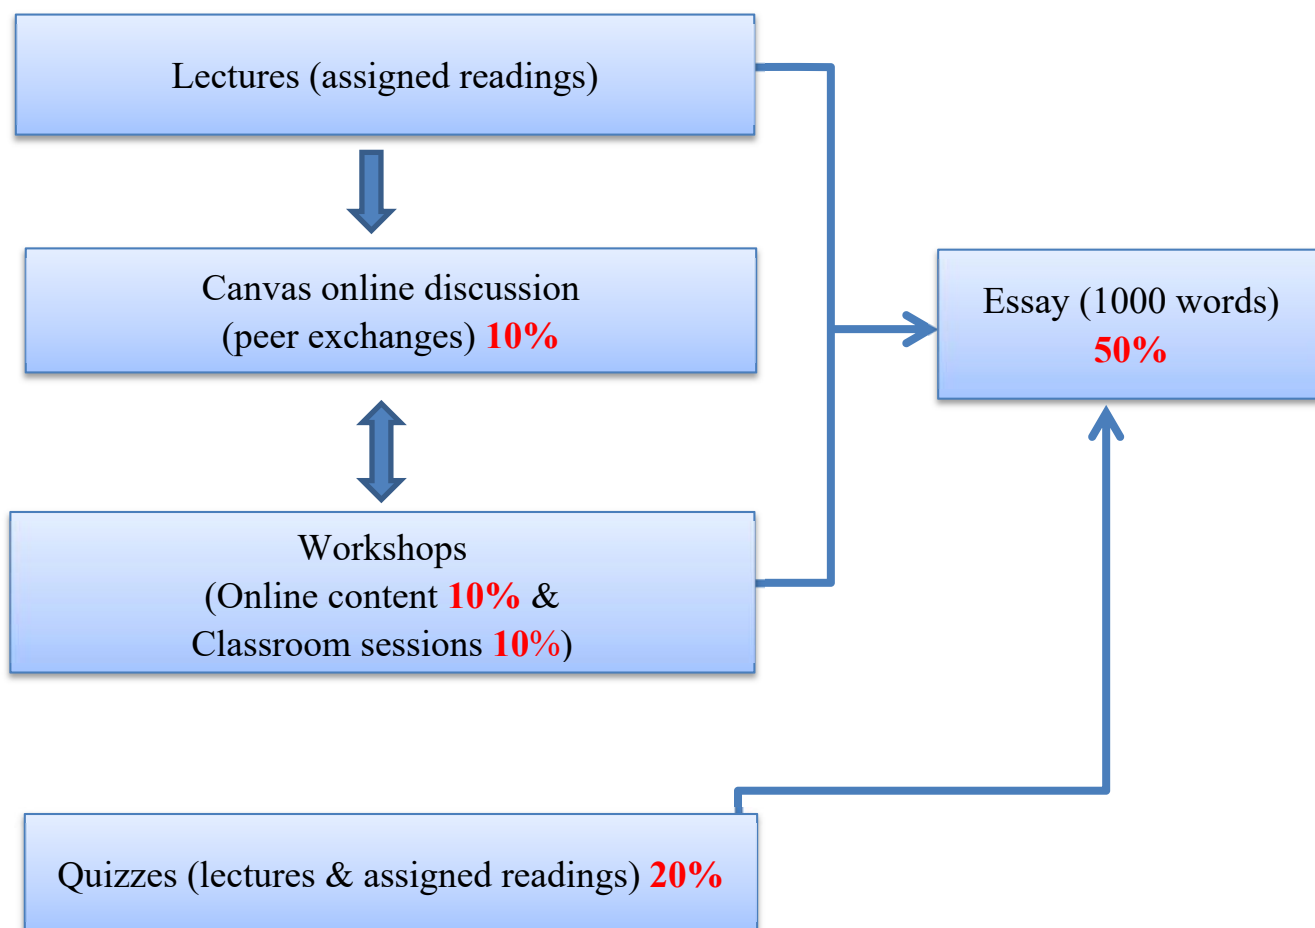 Lectures (assigned readings)
Canvas online discussion
(peer exchanges) 10%
Essay (1000 words)
50%
Workshops
(Online content 10% &
Classroom sessions 10%)
Quizzes (lectures & assigned readings) 20%